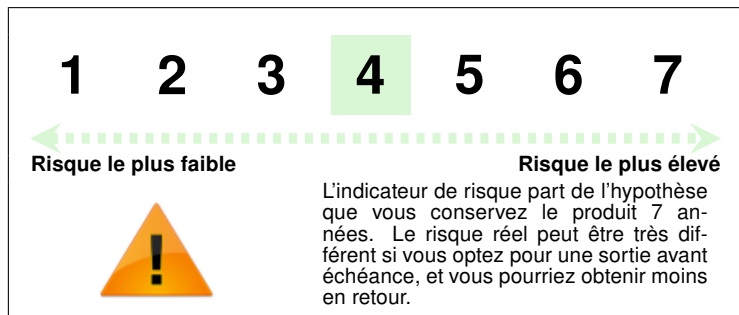 1 2 3 4 5 6 7
Risque le plus faible Risque le plus élevé
L'indicateur de risque part de l'hypothèse
que vous conservez le produit 7 an-
nées. Le risque réel peut être très dif-
férent si vous optez pour une sortie avant
échéance, et vous pourriez obtenir moins
en retour.